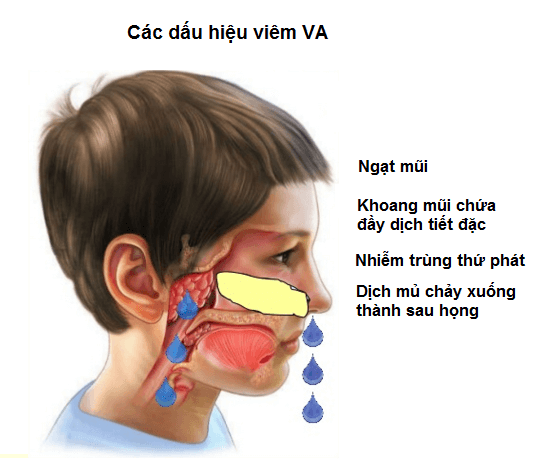 Các dấu hiệu viêm VA
Ngạt mũi
Khoang mũi chứa
đầy dịch tiết đặc
Nhiễm trùng thứ phát
Dịch mủ chảy xuống
thành sau họng